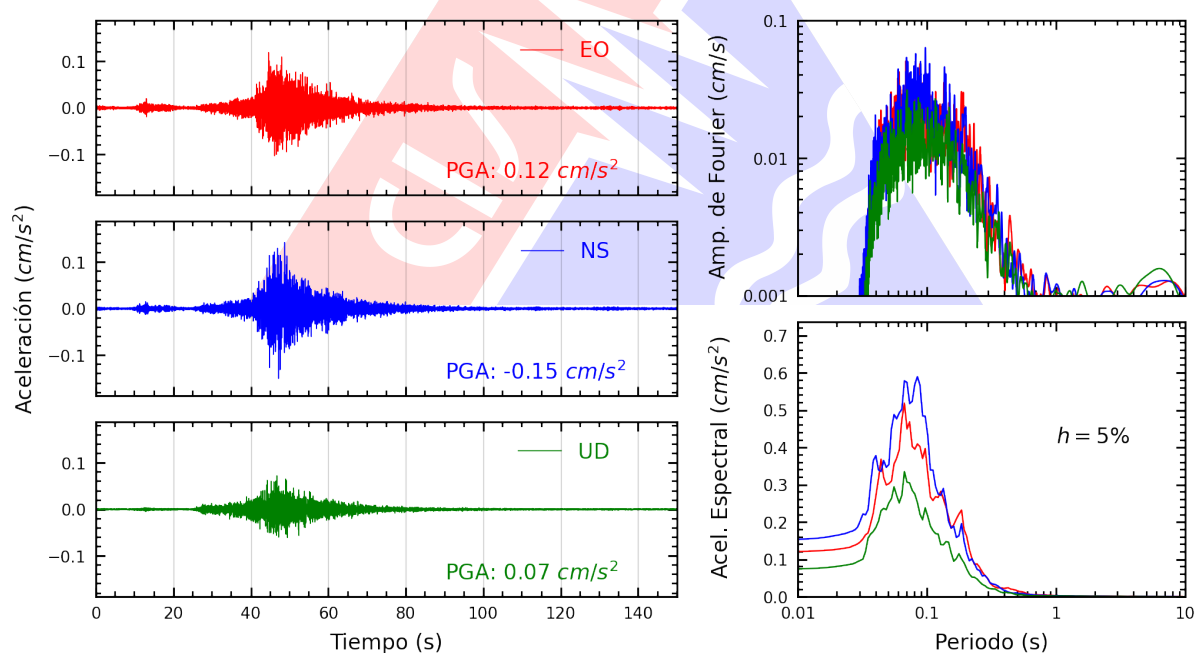 Aceleración (cm/s²)
0.1
0.0
−0.1
EO
PGA: 0.12 cm/s²
0.1
0.0
−0.1
NS
PGA: -0.15 cm/s²
0.1
0.0
−0.1
UD
PGA: 0.07 cm/s²
0 20 40 60 80 100 120 140
Tiempo (s)
Amp. de Fourier (cm/s)
0.1
0.01
0.001
Acel. Espectral (cm/s²)
0.7
0.6
0.5
0.4
0.3
0.2
0.1
0.0
h = 5%
0.01 0.1 1 10
Periodo (s)